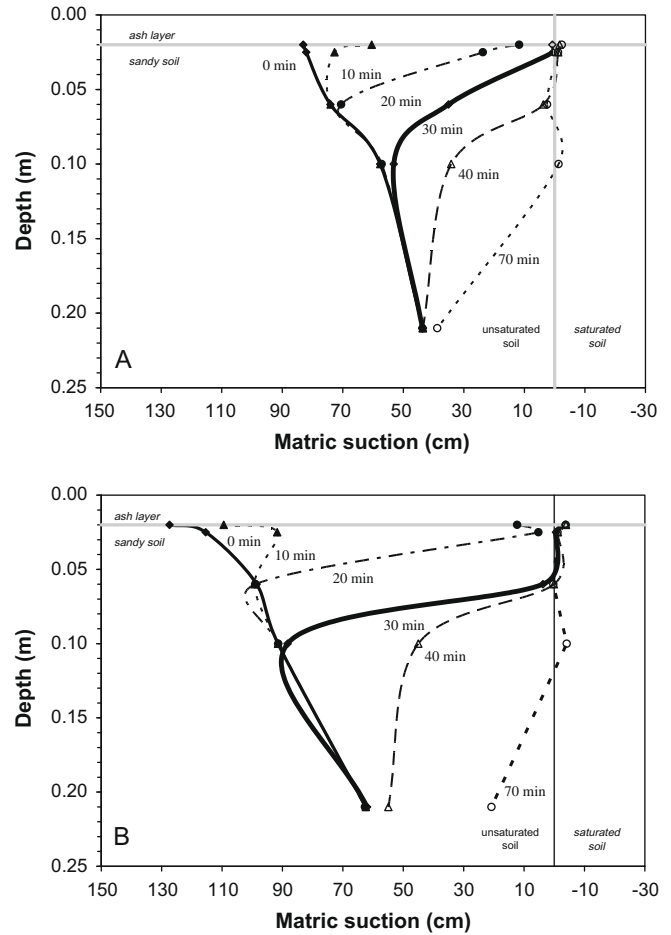 0.00
ash layer
sandy soil
0 min
10 min
0.05
20 min
30 min
0.10
40 min
Depth (m)
0.15
70 min
0.20
unsaturated soil
saturated soil
A
0.25
150 130 110 90 70 50 30 10 -10 -30
Matric suction (cm)
0.00
ash layer
sandy soil
0 min
10 min
0.05
20 min
30 min
0.10
40 min
Depth (m)
0.15
0.20
70 min
unsaturated soil
saturated soil
B
0.25
150 130 110 90 70 50 30 10 -10 -30
Matric suction (cm)